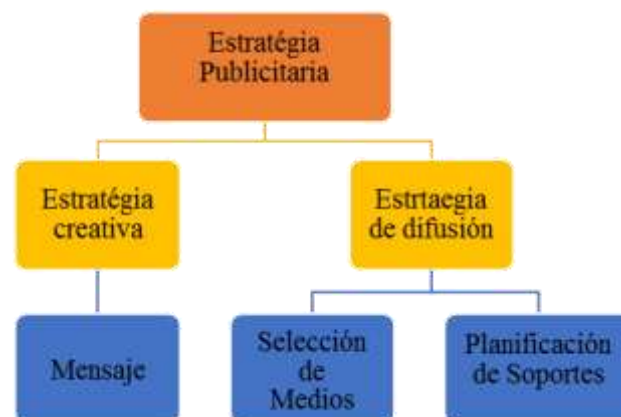 Estratégia
Publicitaria
Estratégia
creativa
Estrtaegia
de difusión
Mensaje
Selección
de
Medios
Planificación
de Soportes